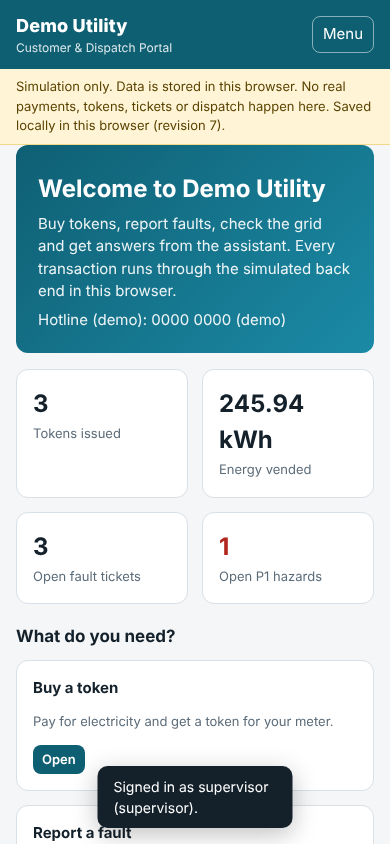 Demo Utility
Customer & Dispatch Portal
Menu
Simulation only. Data is stored in this browser. No real
payments, tokens, tickets or dispatch happen here. Saved
locally in this browser (revision 7).
Welcome to Demo Utility
Buy tokens, report faults, check the grid
and get answers from the assistant. Every
transaction runs through the simulated back
end in this browser.
Hotline (demo): 0000 0000 (demo)
3
Tokens issued
245.94
kWh
Energy vended
3
Open fault tickets
1
Open P1 hazards
What do you need?
Buy a token
Pay for electricity and get a token for your meter.
Open
Signed in as supervisor
(supervisor).
Report a fault